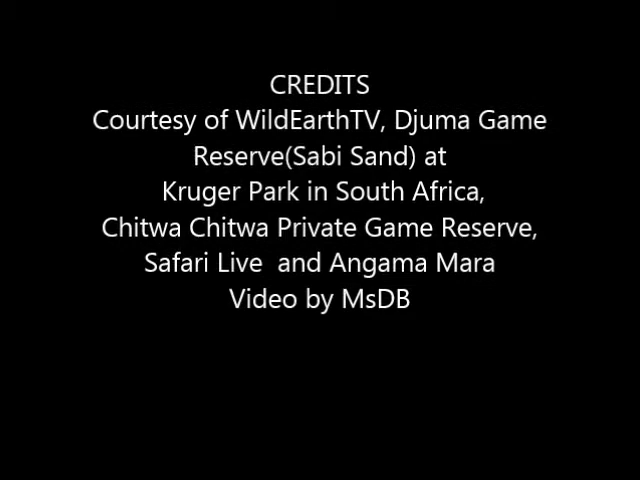 CREDITS
Courtesy of WildEarthTV, Djuma Game
Reserve(Sabi Sand) at
Kruger Park in South Africa,
Chitwa Chitwa Private Game Reserve,
Safari Live  and Angama Mara
Video by MsDB